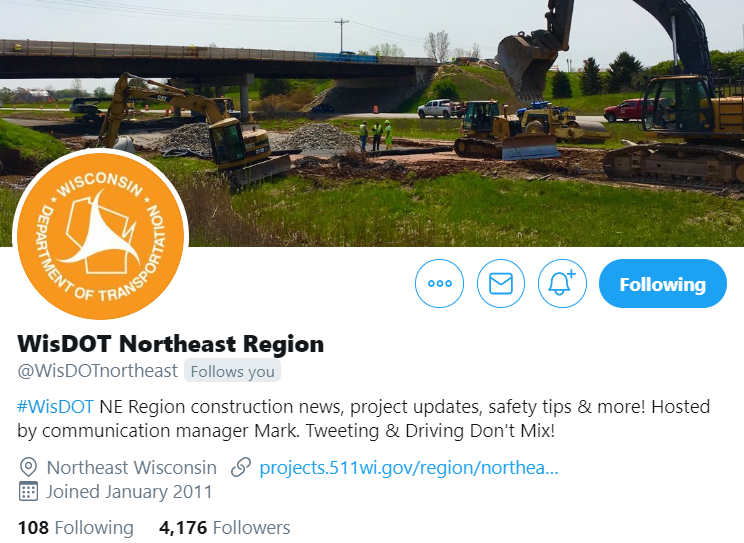 WISCONSIN
DEPARTMENT OF TRANSPORTATION
Following
WisDOT Northeast Region
@WisDOTnortheast Follows you
#WisDOT NE Region construction news, project updates, safety tips & more! Hosted
by communication manager Mark. Tweeting & Driving Don't Mix!
Northeast Wisconsin projects.511wi.gov/region/northea...
Joined January 2011
108 Following 4,176 Followers